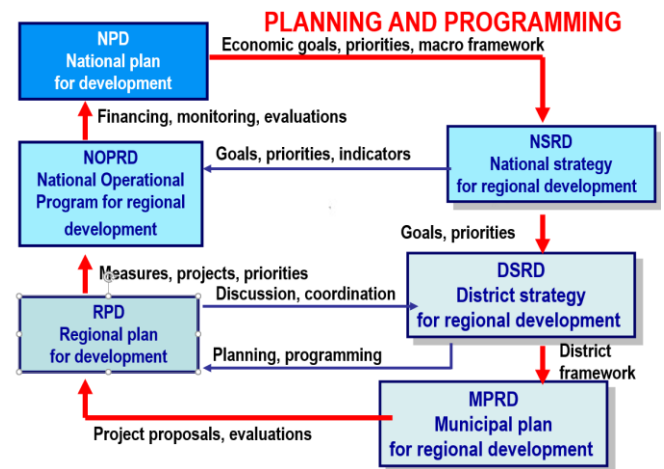 PLANNING AND PROGRAMMING
NPD
National plan
for development
Economic goals, priorities, macro framework
Financing, monitoring, evaluations
NOPRD
National Operational
Program for regional
development
Goals, priorities, indicators
NSRD
National strategy
for regional development
Goals, priorities
Measures, projects, priorities
Discussion, coordination
DSRD
District strategy
for regional development
RPD
Regional plan
for development
Planning, programming
District
framework
MPRD
Municipal plan
for regional development
Project proposals, evaluations